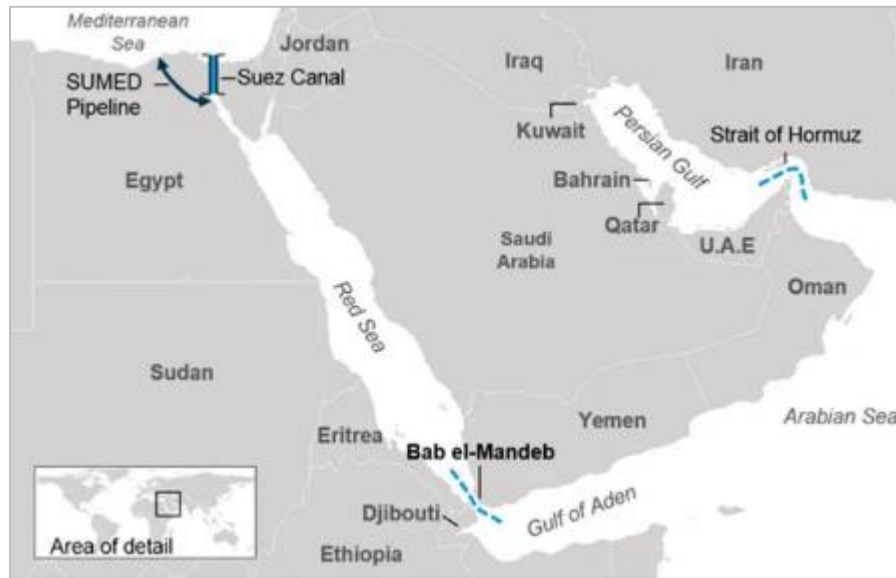 Mediterranean
Sea
Jordan
Iraq
Iran
SUMED
Pipeline
Suez Canal
Kuwait
Persian Gulf
Strait of Hormuz
Egypt
Bahrain
Qatar
Saudi
Arabia
U.A.E
Oman
Red Sea
Sudan
Yemen
Arabian Sea
Eritrea
Bab el-Mandeb
Djibouti
Gulf of Aden
Ethiopia
Area of detail